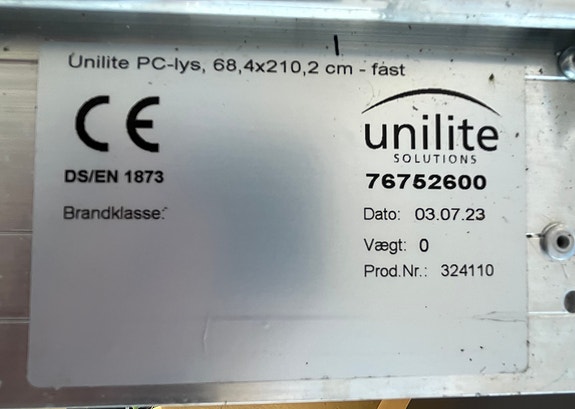 Unilite PC-lys, 68,4x210,2 cm - fast
CE
DS/EN 1873
Brandklasse:
unilite
SOLUTIONS
76752600
Dato: 03.07.23
Vægt: 0
Prod.Nr.: 324110